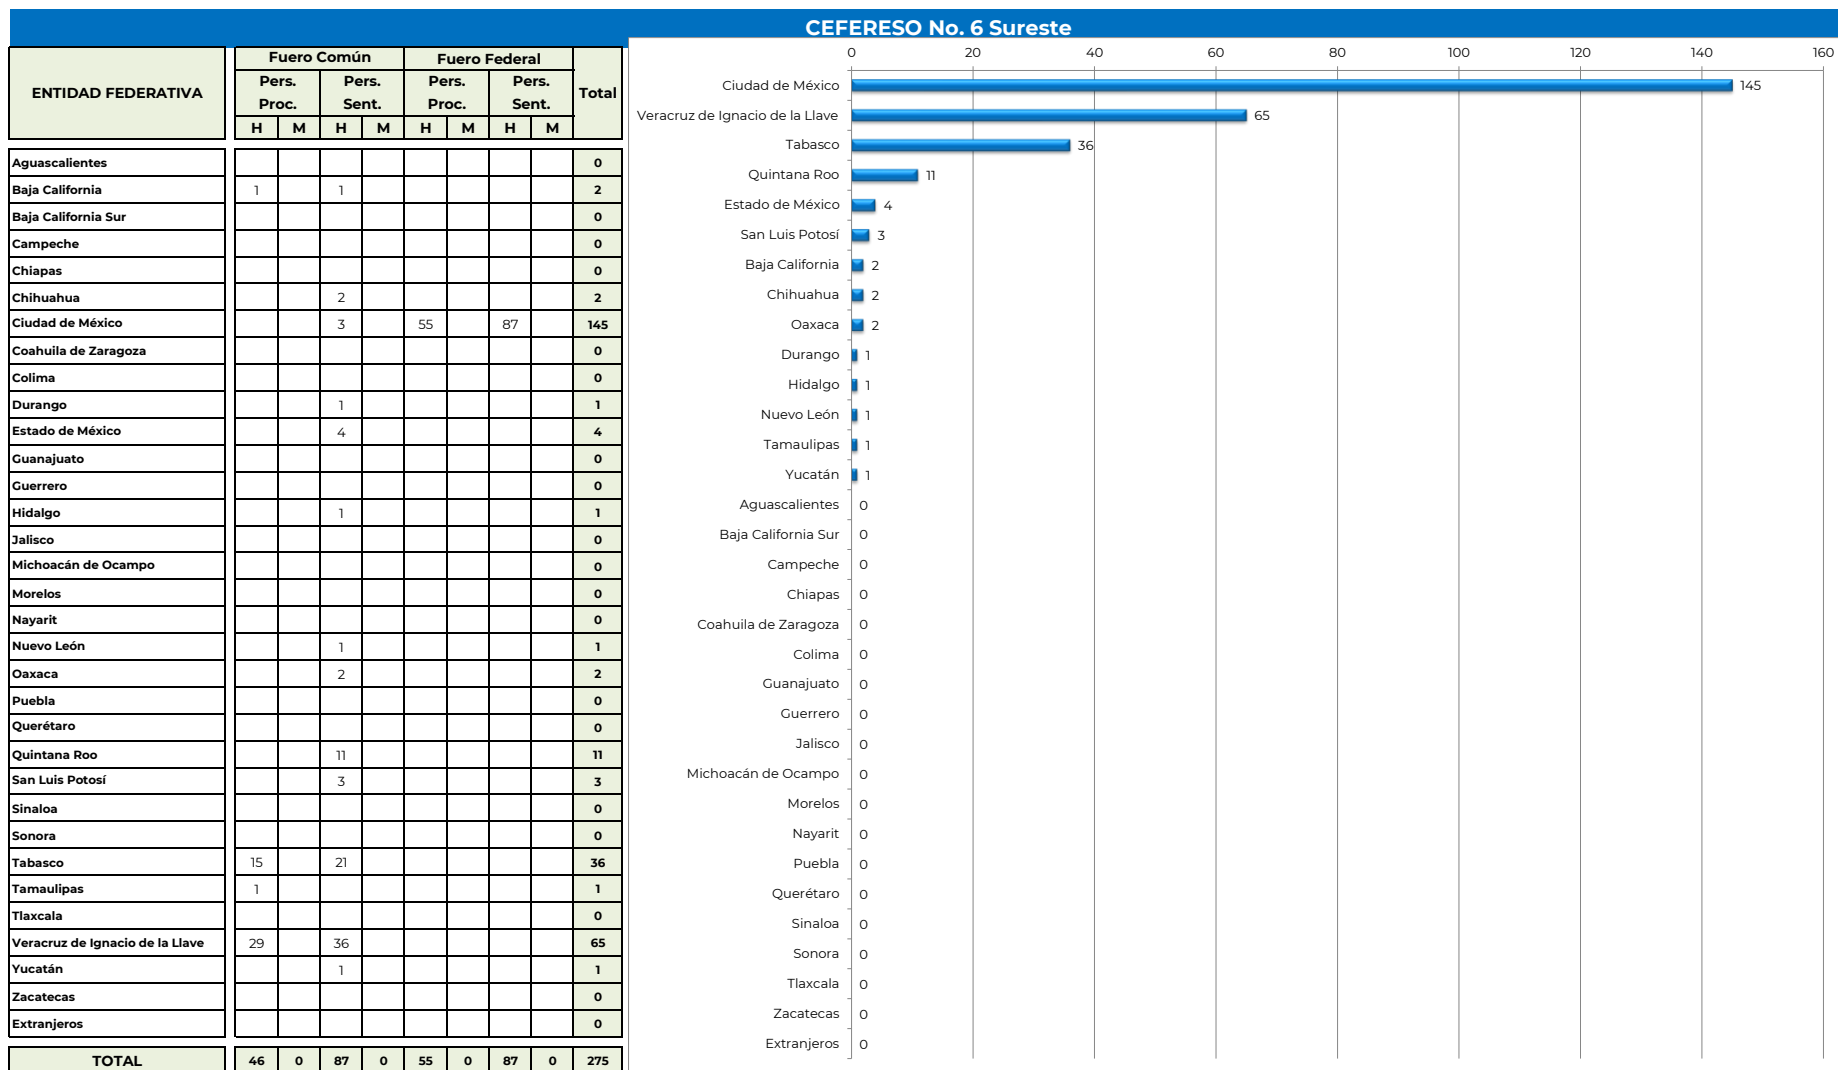 CEFERESO No. 6 Sureste
ENTIDAD FEDERATIVA
Fuero Común Fuero Federal Total
Pers. Proc. Pers. Sent. Pers. Proc. Pers. Sent.
H M H M H M H M
Aguascalientes 0
Baja California 1 1 2
Baja California Sur 0
Campeche 0
Chiapas 0
Chihuahua 2 2
Ciudad de México 3 55 87 145
Coahuila de Zaragoza 0
Colima 0
Durango 1 1
Estado de México 4 4
Guanajuato 0
Guerrero 0
Hidalgo 1 1
Jalisco 0
Michoacán de Ocampo 0
Morelos 0
Nayarit 0
Nuevo León 1 1
Oaxaca 2 2
Puebla 0
Querétaro 0
Quintana Roo 11 11
San Luis Potosí 3 3
Sinaloa 0
Sonora 0
Tabasco 15 21 36
Tamaulipas 1 1
Tlaxcala 0
Veracruz de Ignacio de la Llave 29 36 65
Yucatán 1 1
Zacatecas 0
Extranjeros 0
TOTAL 46 0 87 0 55 0 87 0 275
0 20 40 60 80 100 120 140 160
Ciudad de México 145
Veracruz de Ignacio de la Llave 65
Tabasco 36
Quintana Roo 11
Estado de México 4
San Luis Potosí 3
Baja California 2
Chihuahua 2
Oaxaca 2
Durango 1
Hidalgo 1
Nuevo León 1
Tamaulipas 1
Yucatán 1
Aguascalientes 0
Baja California Sur 0
Campeche 0
Chiapas 0
Coahuila de Zaragoza 0
Colima 0
Guanajuato 0
Guerrero 0
Jalisco 0
Michoacán de Ocampo 0
Morelos 0
Nayarit 0
Puebla 0
Querétaro 0
Sinaloa 0
Sonora 0
Tlaxcala 0
Zacatecas 0
Extranjeros 0